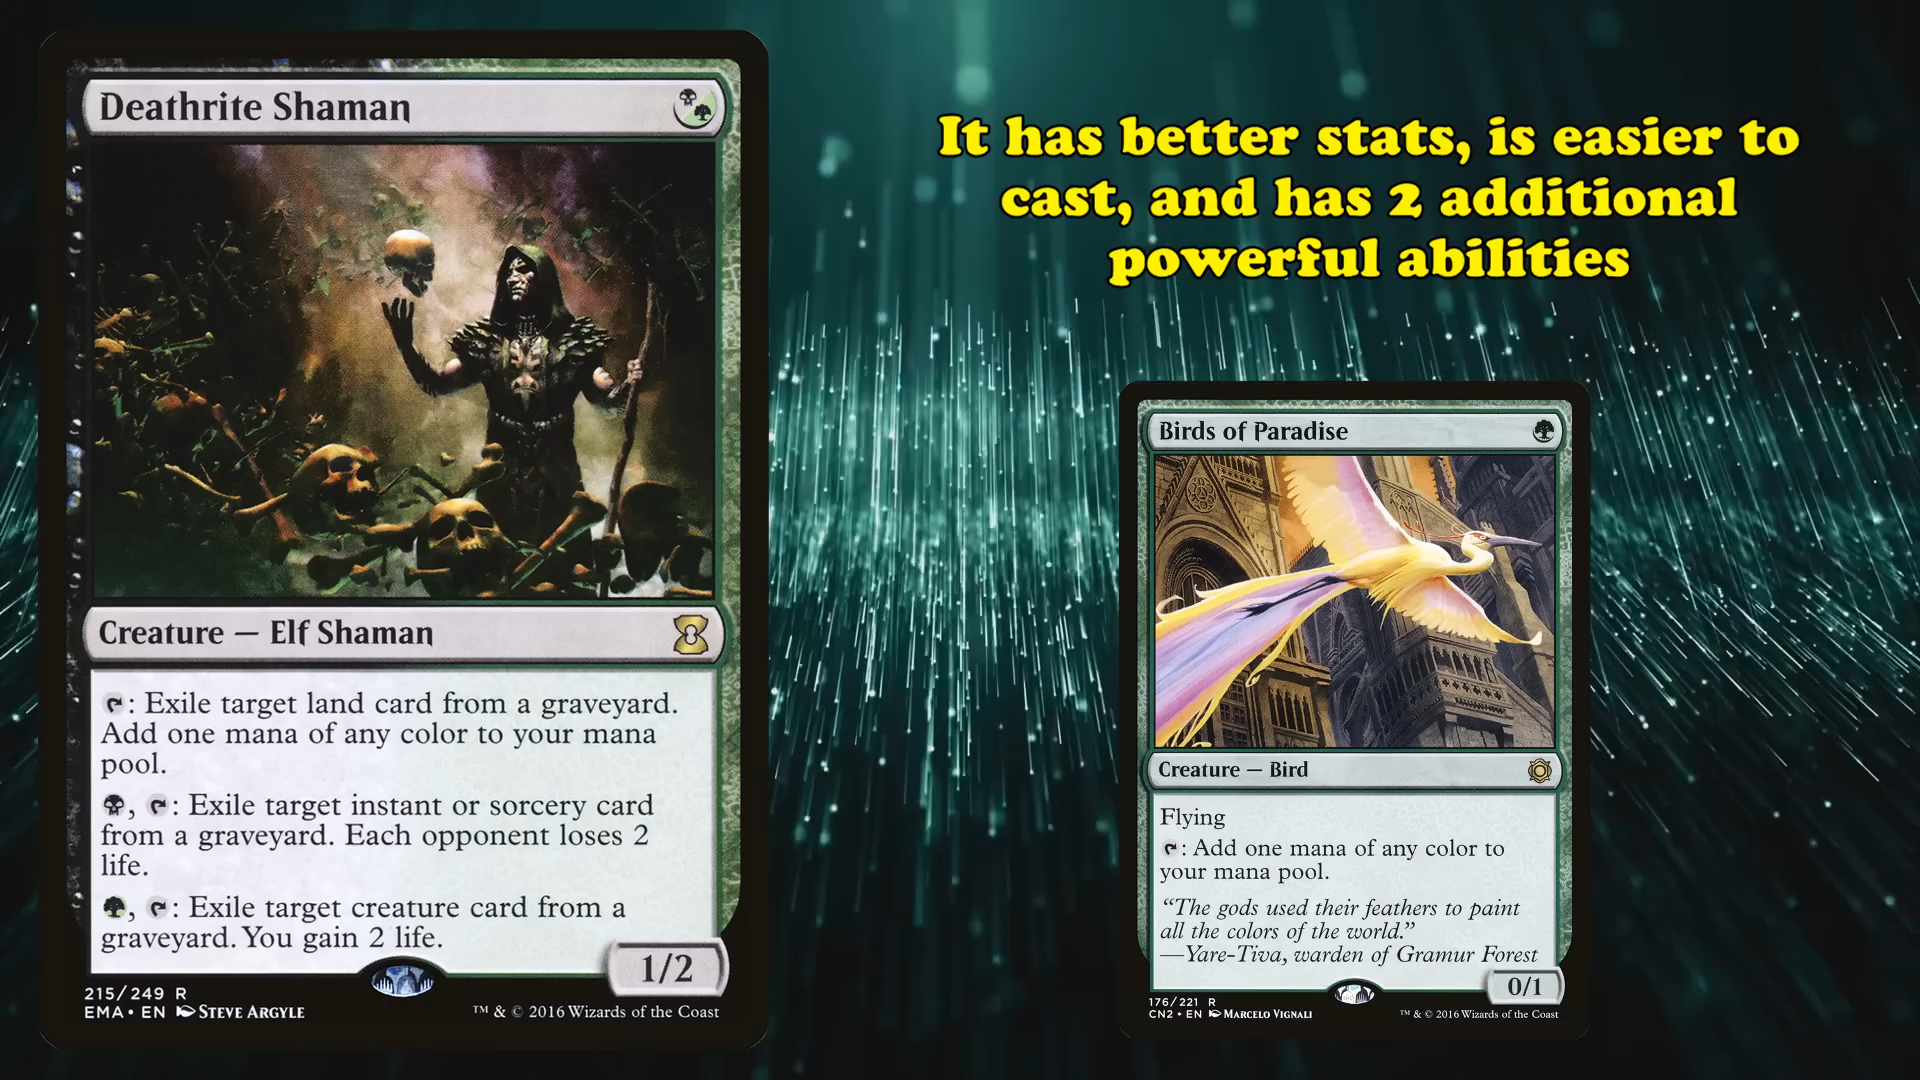 Deathrite Shaman
Creature — Elf Shaman
: Exile target land card from a graveyard.
Add one mana of any color to your mana
pool.
, : Exile target instant or sorcery card
from a graveyard. Each opponent loses 2
life.
, : Exile target creature card from a
graveyard. You gain 2 life.
1/2
215/249 R
EMA • EN STEVE ARGYLE
™ & © 2016 Wizards of the Coast
It has better stats, is easier to
cast, and has 2 additional
powerful abilities
Birds of Paradise
Creature — Bird
Flying
: Add one mana of any color to
your mana pool.
“The gods used their feathers to paint
all the colors of the world.”
—Yare-Tiva, warden of Gramur Forest
0/1
176/221 R
CN2 • EN MARCELO VIGNALI
™ & © 2016 Wizards of the Coast